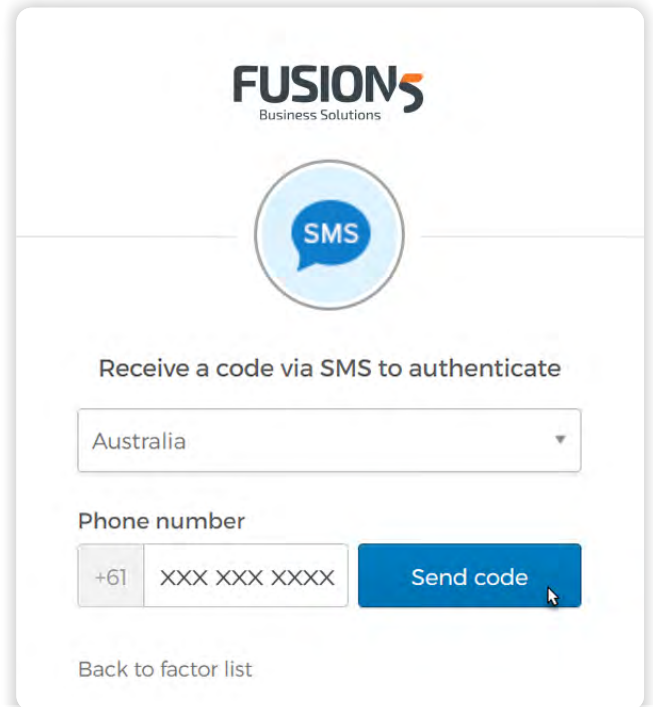 FUSION5
Business Solutions
SMS
Receive a code via SMS to authenticate
Australia
Phone number
+61 XXX XXX XXXX Send code
Back to factor list